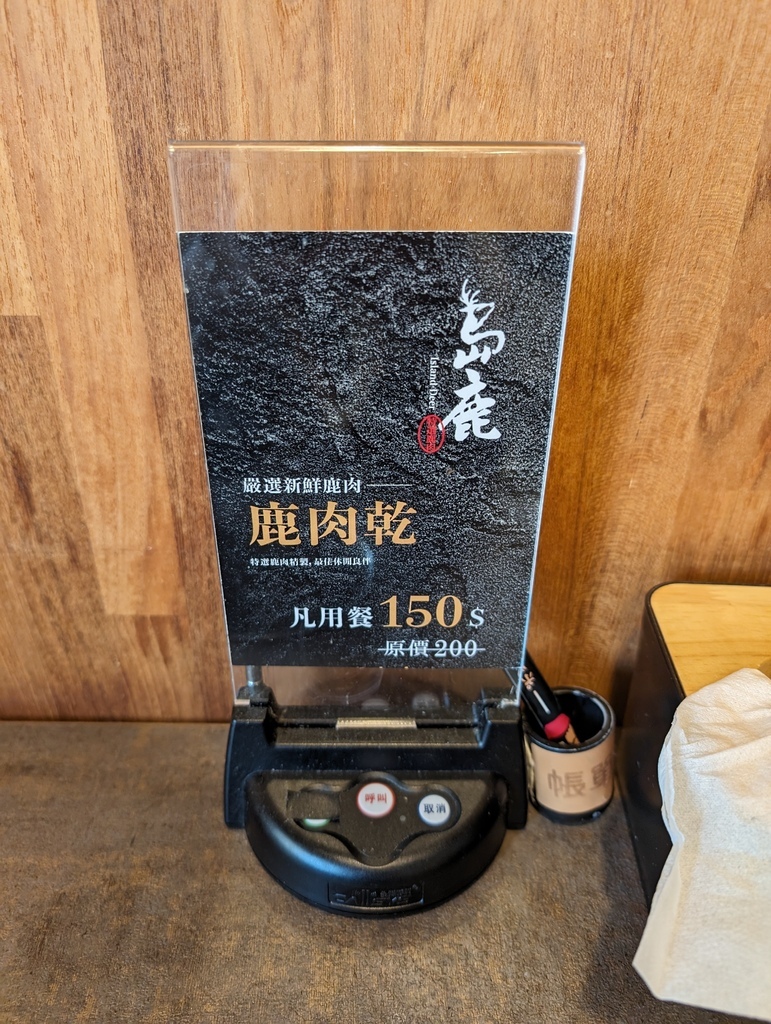 島鹿
Island Deer
嚴選新鮮鹿肉
鹿肉乾
特選鹿肉精製,最佳休閒良伴
凡用餐150$
原價200
呼叫
取消
帳單